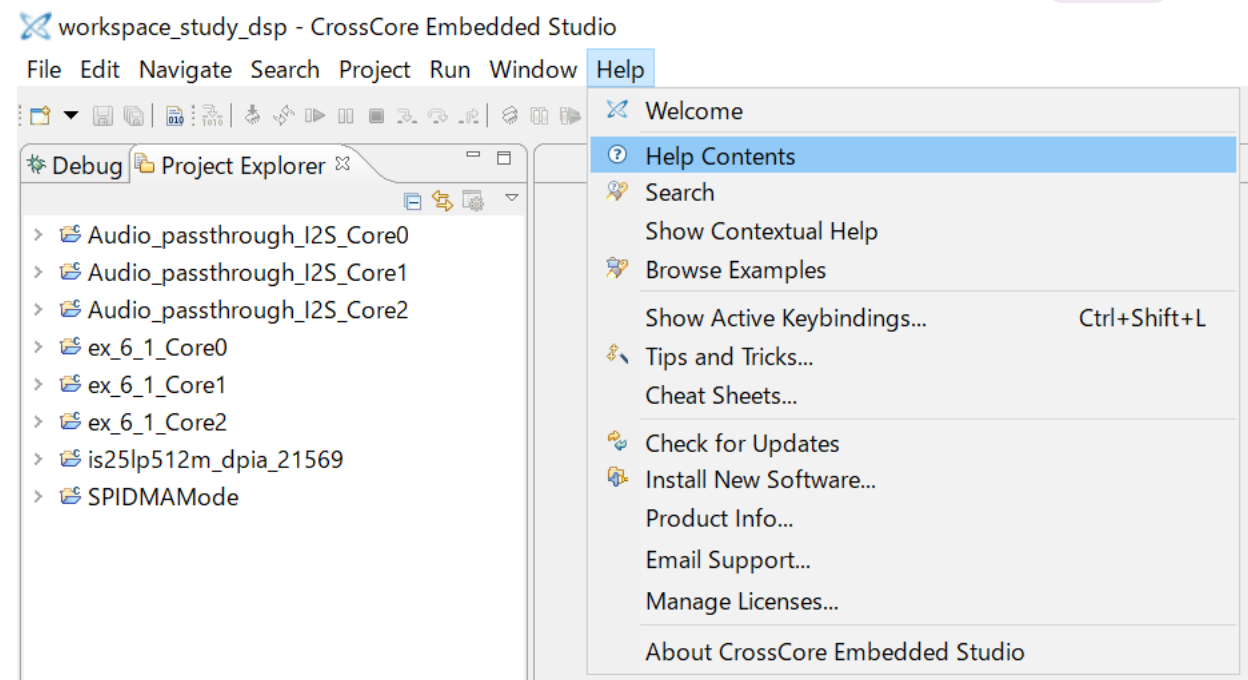 workspace_study_dsp - CrossCore Embedded Studio
File Edit Navigate Search Project Run Window Help
Debug Project Explorer
Audio_passthrough_I2S_Core0
Audio_passthrough_I2S_Core1
Audio_passthrough_I2S_Core2
ex_6_1_Core0
ex_6_1_Core1
ex_6_1_Core2
is25lp512m_dpia_21569
SPIDMAMode
Welcome
Help Contents
Search
Show Contextual Help
Browse Examples
Show Active Keybindings... Ctrl+Shift+L
Tips and Tricks...
Cheat Sheets...
Check for Updates
Install New Software...
Product Info...
Email Support...
Manage Licenses...
About CrossCore Embedded Studio